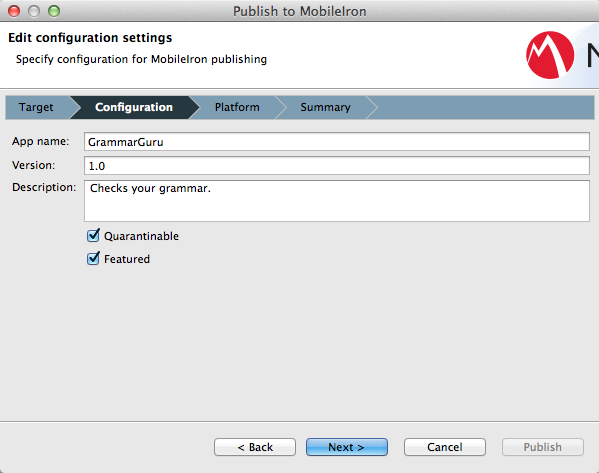 Publish to MobileIron
Edit configuration settings
Specify configuration for MobileIron publishing
N
Target Configuration Platform Summary
App name: GrammarGuru
Version: 1.0
Description: Checks your grammar.
Quarantinable
Featured
< Back Next > Cancel Publish